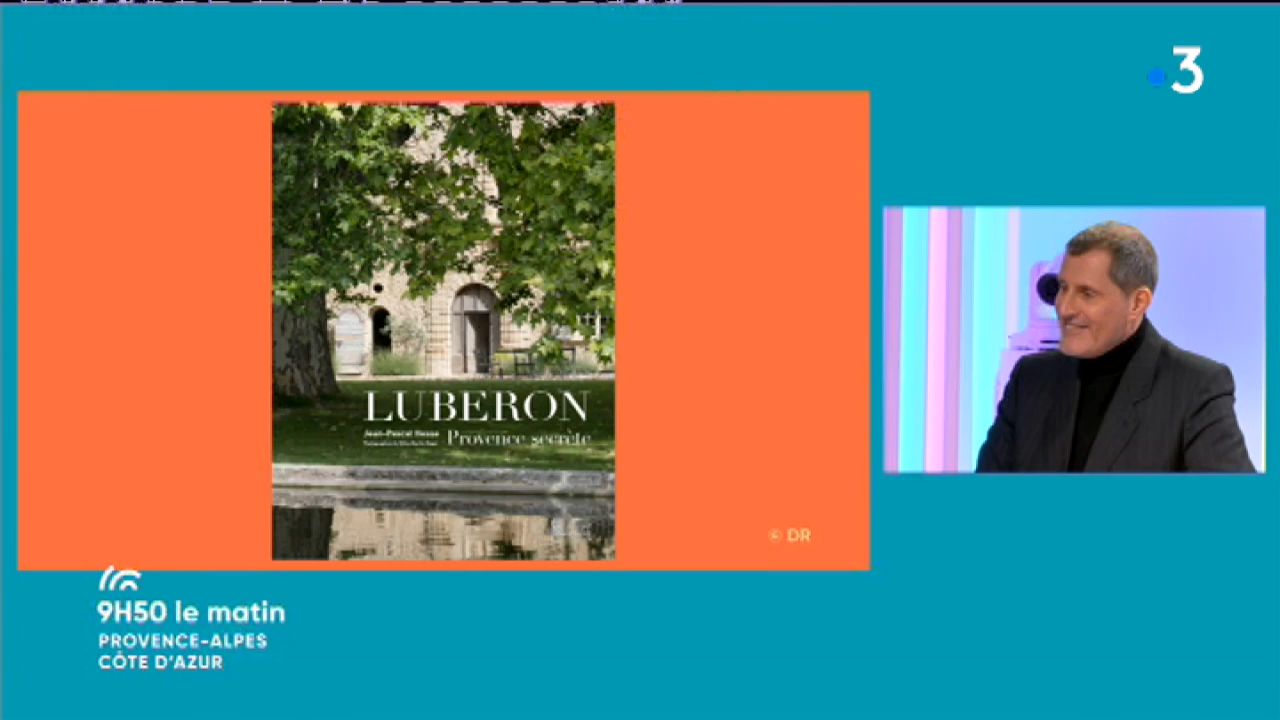 3
LUBERON
Jean-Pascal Hesse
Provence secrète
© DR
9H50 le matin
PROVENCE-ALPES
CÔTE D'AZUR